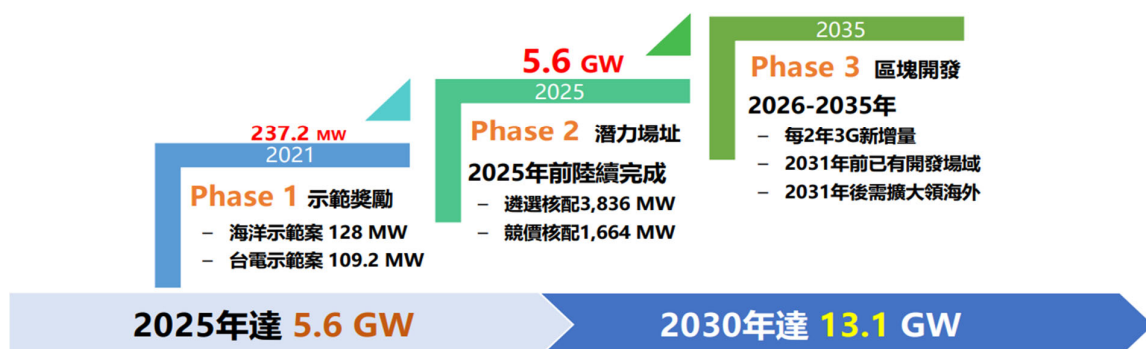 237.2 MW
2021
Phase 1 示範獎勵
– 海洋示範案 128 MW
– 台電示範案 109.2 MW
5.6 GW
2025
Phase 2 潛力場址
2025年前陸續完成
– 遴選核配3,836 MW
– 競價核配1,664 MW
2035
Phase 3 區塊開發
2026-2035年
– 每2年3G新增量
– 2031年前已有開發場域
– 2031年後需擴大領海外
2025年達 5.6 GW
2030年達 13.1 GW